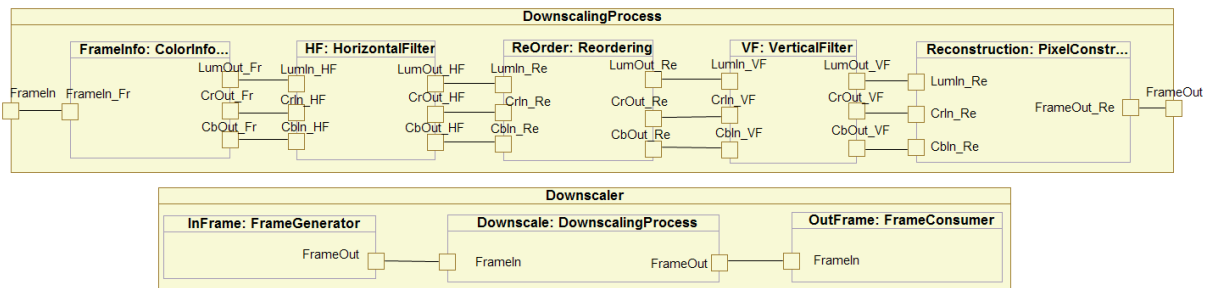 DownscalingProcess
FrameInfo: ColorInfo...
HF: HorizontalFilter
ReOrder: Reordering
VF: VerticalFilter
Reconstruction: PixelConstr...
LumOut_Fr
LumIn_HF
LumOut_HF
LumIn_Re
LumOut_Re
LumIn_VF
LumOut_VF
LumIn_Re
FrameIn
FrameIn_Fr
CrOut_Fr
CrIn_HF
CrOut_HF
CrIn_Re
CrOut_Re
CrIn_VF
CrOut_VF
CrIn_Re
FrameOut_Re
FrameOut
CbOut_Fr
CbIn_HF
CbOut_HF
CbIn_Re
CbOut_Re
CbIn_VF
CbOut_VF
CbIn_Re
Downscaler
InFrame: FrameGenerator
Downscale: DownscalingProcess
OutFrame: FrameConsumer
FrameOut
FrameIn
FrameOut
FrameIn